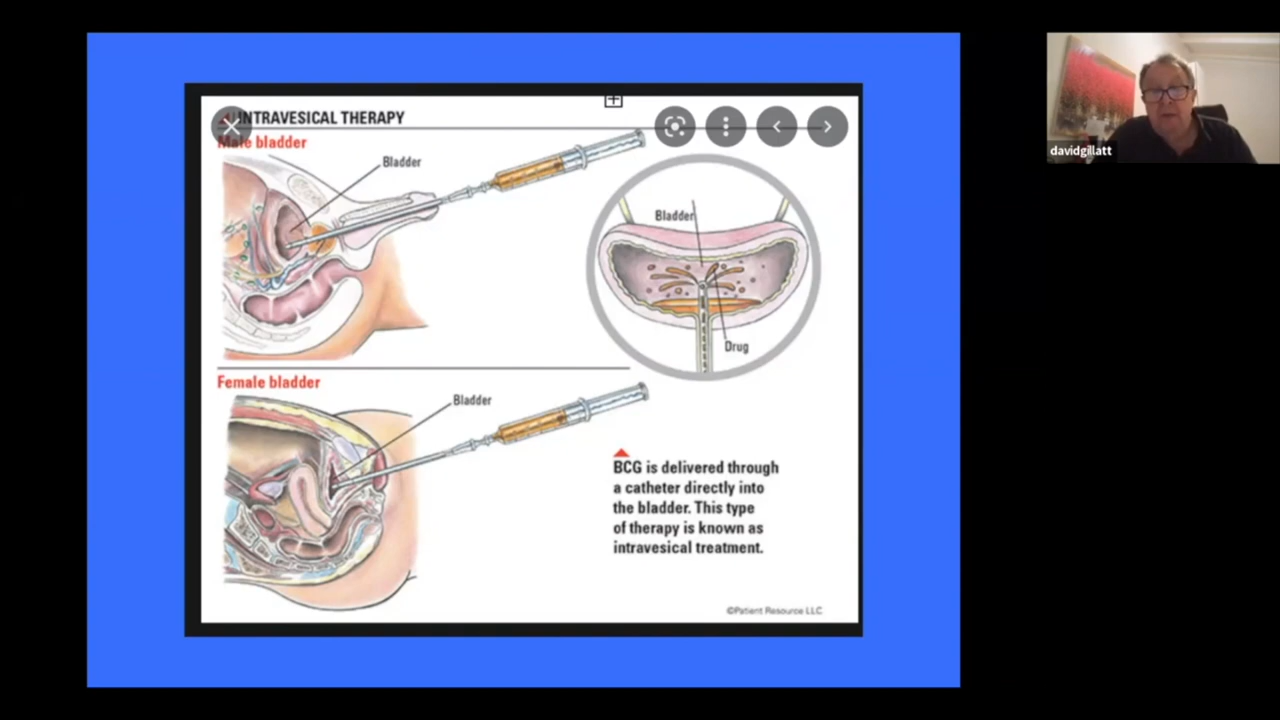 INTRAVESICAL THERAPY
Male bladder
Bladder
Bladder
Drug
Female bladder
Bladder
BCG is delivered through
a catheter directly into
the bladder. This type
of therapy is known as
intravesical treatment.
©Patient Resource LLC
davidgillatt